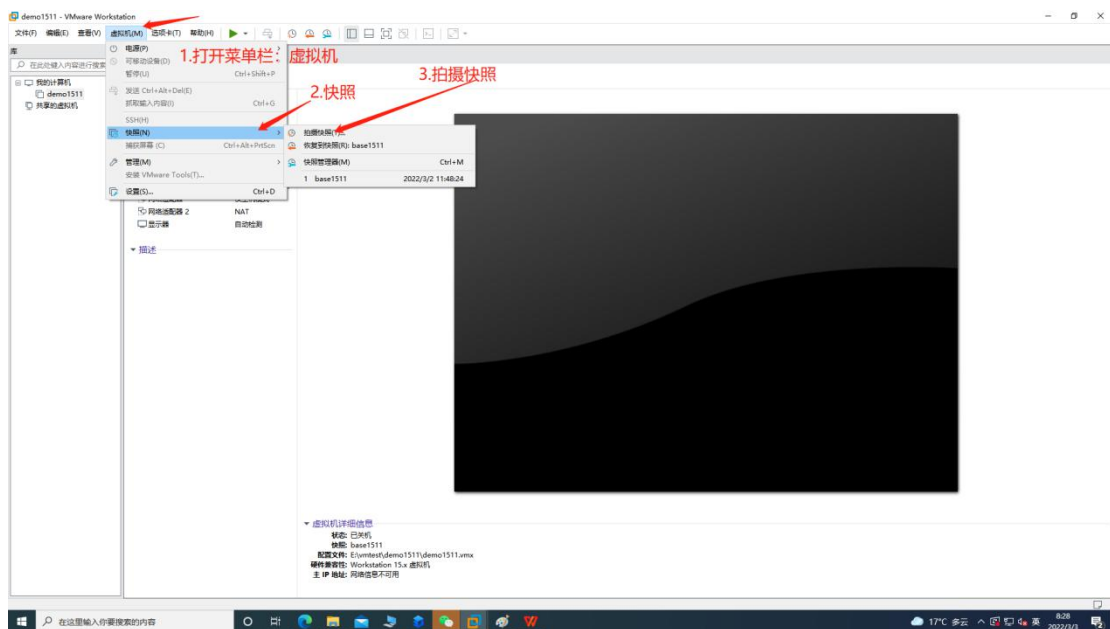 demo1511 - VMware Workstation
文件(F) 编辑(E) 查看(V) 虚拟机(M) 选项卡(T) 帮助(H)
库
在此处键入内容进行搜索
我的计算机
demo1511
共享的虚拟机
电源(P)
可移动设备(D)
暂停(U) Ctrl+Shift+P
发送 Ctrl+Alt+Del(E)
抓取输入内容(I) Ctrl+G
SSH(H)
快照(N)
捕获屏幕 (C) Ctrl+Alt+PrtScn
管理(M)
安装 VMware Tools(T)...
设置(S)... Ctrl+D
1.打开菜单栏：虚拟机
2.快照
3.拍摄快照
拍摄快照(T)...
恢复到快照(R): base1511
快照管理器(M) Ctrl+M
1 base1511 2022/3/2 11:48:24
网络适配器 2 NAT
显示器 自动检测
描述
虚拟机详细信息
状态: 已关机
快照: base1511
配置文件: E:\vmtest\demo1511\demo1511.vmx
硬件兼容性: Workstation 15.x 虚拟机
主 IP 地址: 网络信息不可用
在这里输入你要搜索的内容
17°C 多云
英
8:28
2022/3/3